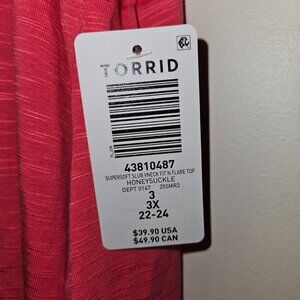 TORRID
43810487
SUPERSOFT SLUB VNECK FIT N FLARE TOP
HONEYSUCKLE
DEPT 0147 25SMR3
3
3X
22-24
$39.90 USA
$49.90 CAN